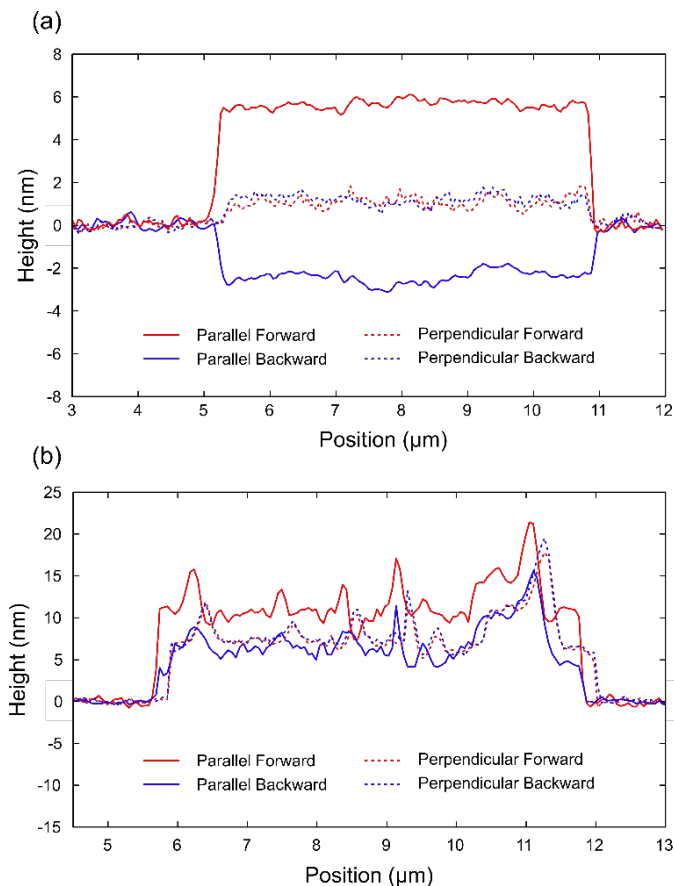 (a)
8
6
4
2
0
-2
-4
-6
-8
Height (nm)
Parallel Forward Perpendicular Forward
Parallel Backward Perpendicular Backward
3 4 5 6 7 8 9 10 11 12
Position (μm)
(b)
25
20
15
10
5
0
-5
-10
-15
Height (nm)
Parallel Forward Perpendicular Forward
Parallel Backward Perpendicular Backward
5 6 7 8 9 10 11 12 13
Position (μm)